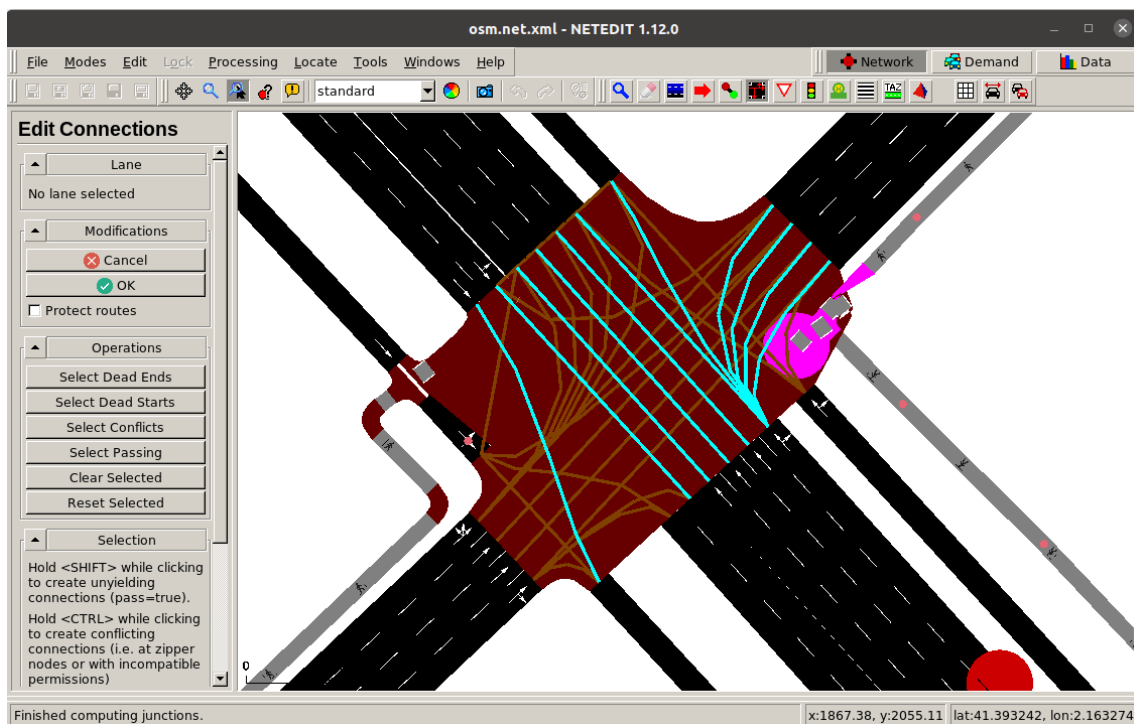 osm.net.xml - NETEDIT 1.12.0
File Modes Edit Lock Processing Locate Tools Windows Help Network Demand Data
standard TAZ
Edit Connections
Lane
No lane selected
Modifications
Cancel
OK
Protect routes
Operations
Select Dead Ends
Select Dead Starts
Select Conflicts
Select Passing
Clear Selected
Reset Selected
Selection
Hold <SHIFT> while clicking
to create unyielding
connections (pass=true).
Hold <CTRL> while clicking
to create conflicting
connections (i.e. at zipper
nodes or with incompatible
permissions)
0
Finished computing junctions. x:1867.38, y:2055.11 lat:41.393242, lon:2.163274